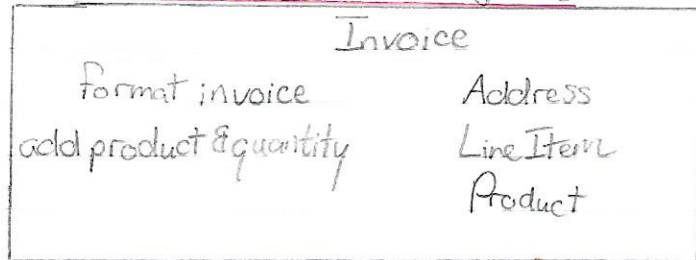 Invoice
format invoice Address
add product & quantity Line Item
Product